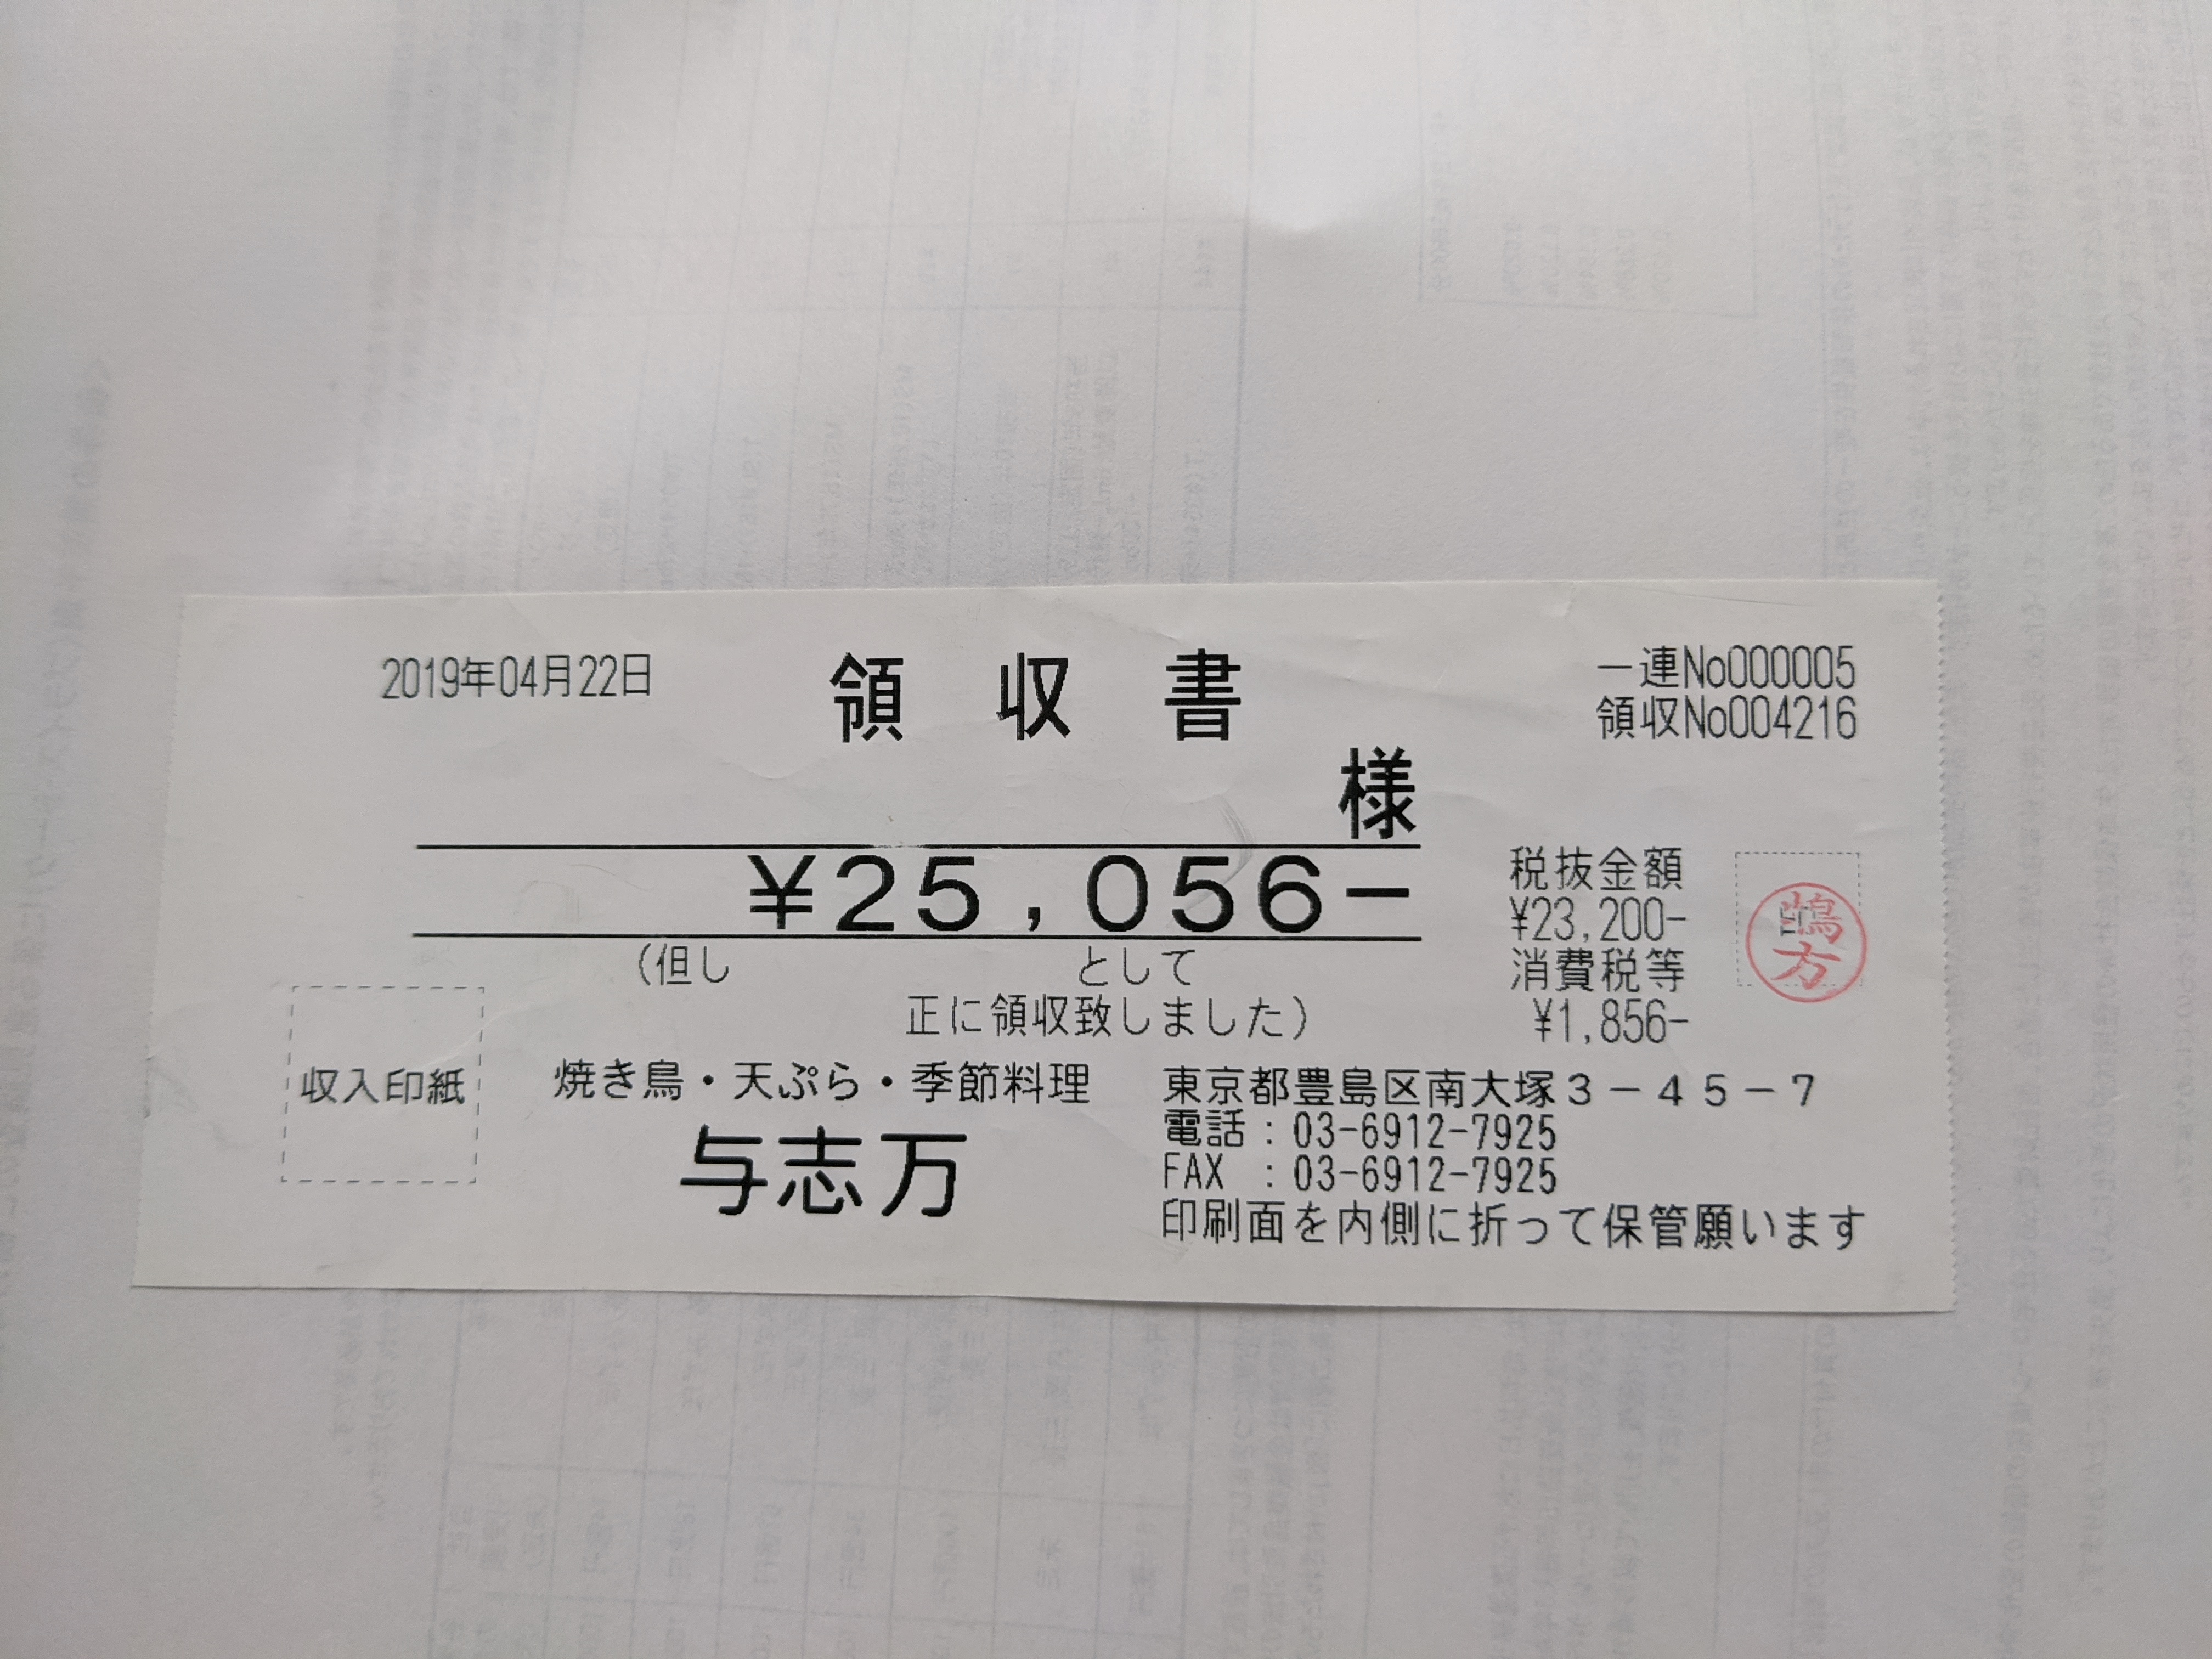 2019年04月22日
領 収 書
一連No000005
領収No004216
様
¥25,056-
(但し として
正に領収致しました)
税抜金額
¥23,200-
消費税等
¥1,856-
収入印紙
焼き鳥・天ぷら・季節料理
与志万
東京都豊島区南大塚3-45-7
電話:03-6912-7925
FAX :03-6912-7925
印刷面を内側に折って保管願います